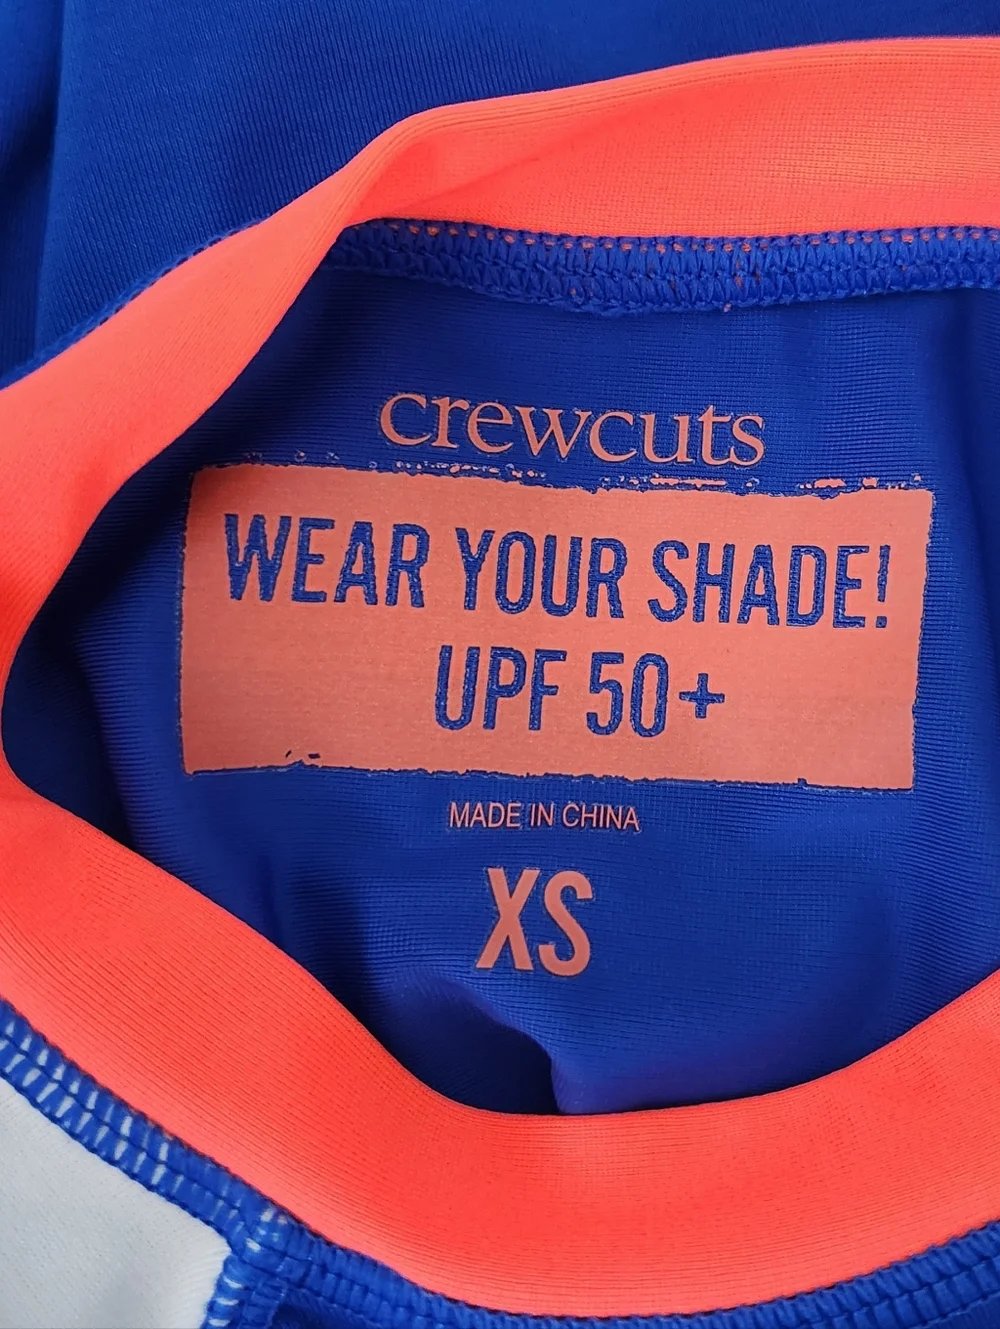 crewcuts
WEAR YOUR SHADE!
UPF 50+
MADE IN CHINA
XS